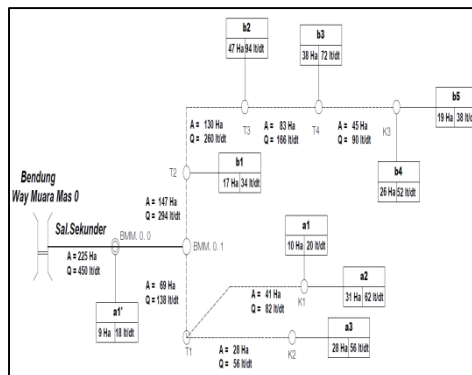 b2
47 Ha 94 lt/dt
b3
38 Ha 72 lt/dt
b5
19 Ha 38 lt/dt
A = 130 Ha
Q = 260 lt/dt
T3
A = 83 Ha
Q = 166 lt/dt
T4
A = 45 Ha
Q = 90 lt/dt
K3
T2
b1
17 Ha 34 lt/dt
b4
26 Ha 52 lt/dt
Bendung
Way Muara Mas 0
Sal.Sekunder
A = 147 Ha
Q = 294 lt/dt
BMM. 0. 0
BMM. 0. 1
A = 225 Ha
Q = 450 lt/dt
a1
10 Ha 20 lt/dt
A = 69 Ha
Q = 138 lt/dt
A = 41 Ha
Q = 82 lt/dt
K1
a2
31 Ha 62 lt/dt
a1'
9 Ha 18 lt/dt
T1
A = 28 Ha
Q = 56 lt/dt
K2
a3
28 Ha 56 lt/dt